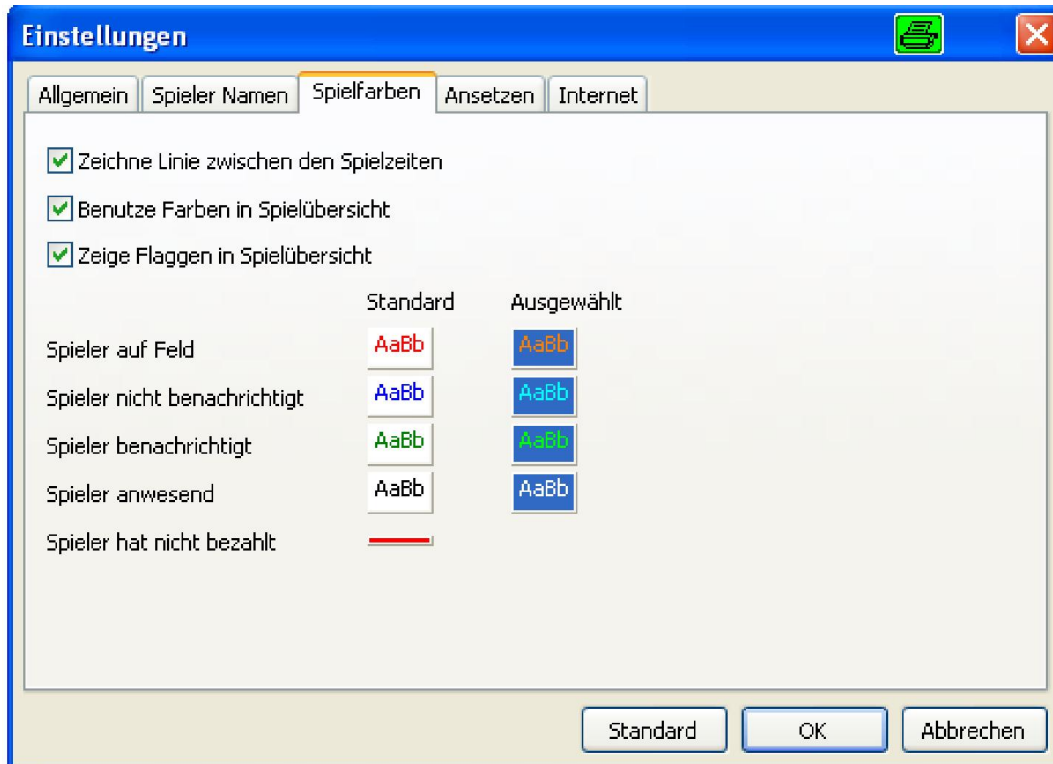 Einstellungen
Allgemein Spieler Namen Spielfarben Ansetzen Internet
Zeichne Linie zwischen den Spielzeiten
Benutze Farben in Spielübersicht
Zeige Flaggen in Spielübersicht
Standard Ausgewählt
Spieler auf Feld AaBb AaBb
Spieler nicht benachrichtigt AaBb AaBb
Spieler benachrichtigt AaBb AaBb
Spieler anwesend AaBb AaBb
Spieler hat nicht bezahlt
Standard OK Abbrechen